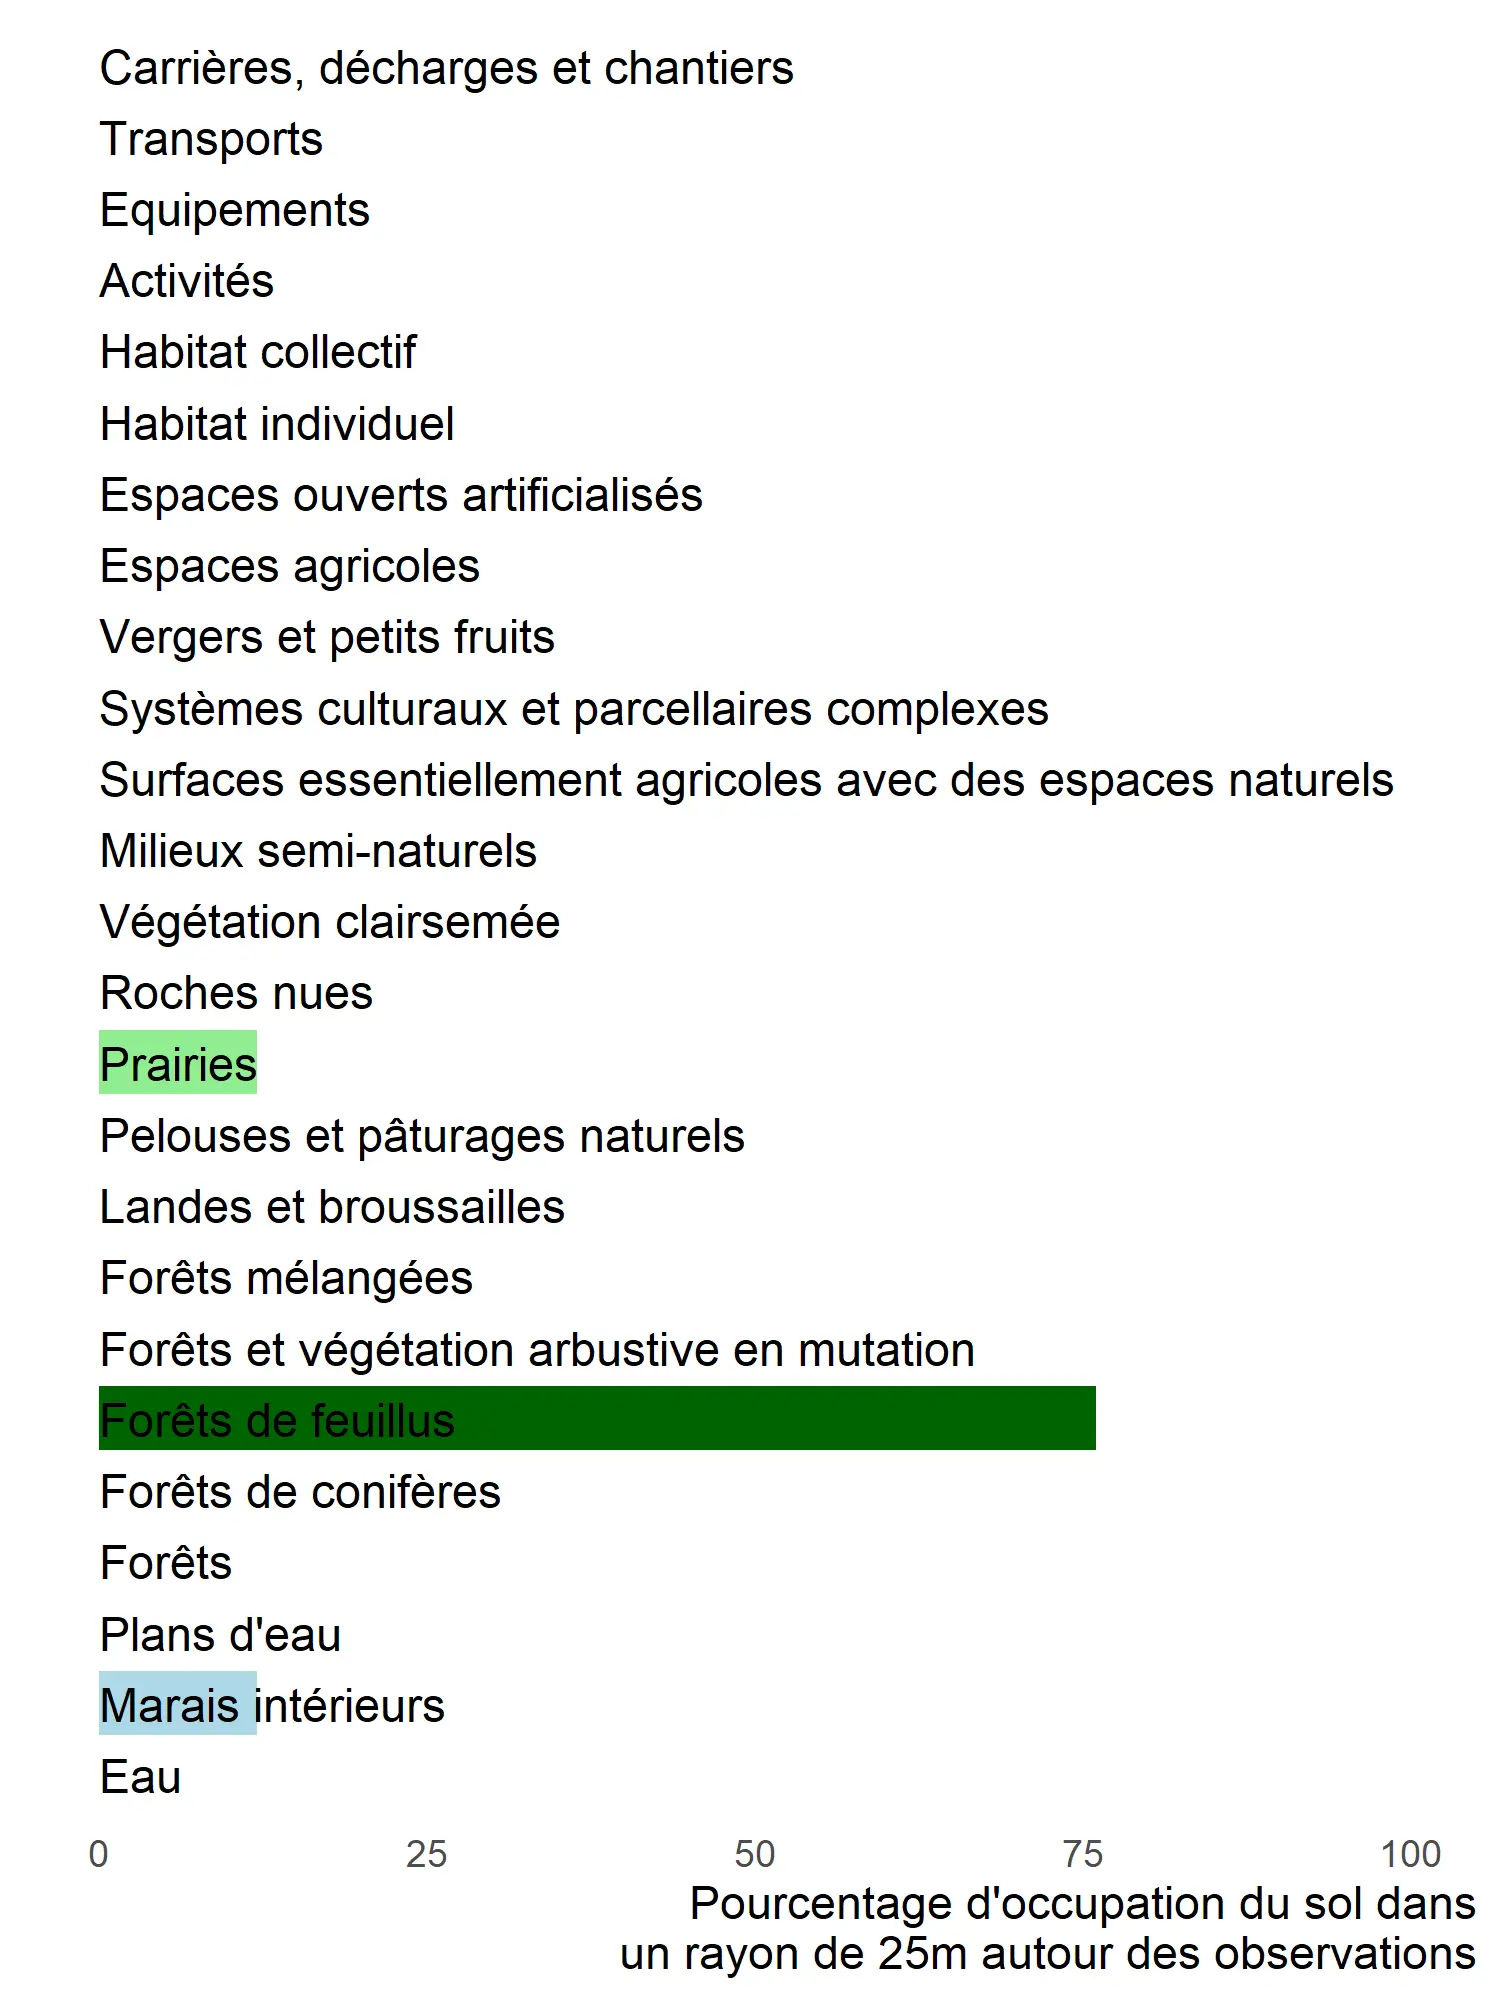 Carrières, décharges et chantiers
Transports
Equipements
Activités
Habitat collectif
Habitat individuel
Espaces ouverts artificialisés
Espaces agricoles
Vergers et petits fruits
Systèmes culturaux et parcellaires complexes
Surfaces essentiellement agricoles avec des espaces naturels
Milieux semi-naturels
Végétation clairsemée
Roches nues
Prairies
Pelouses et pâturages naturels
Landes et broussailles
Forêts mélangées
Forêts et végétation arbustive en mutation
Forêts de feuillus
Forêts de conifères
Forêts
Plans d'eau
Marais intérieurs
Eau
0 25 50 75 100
Pourcentage d'occupation du sol dans
un rayon de 25m autour des observations